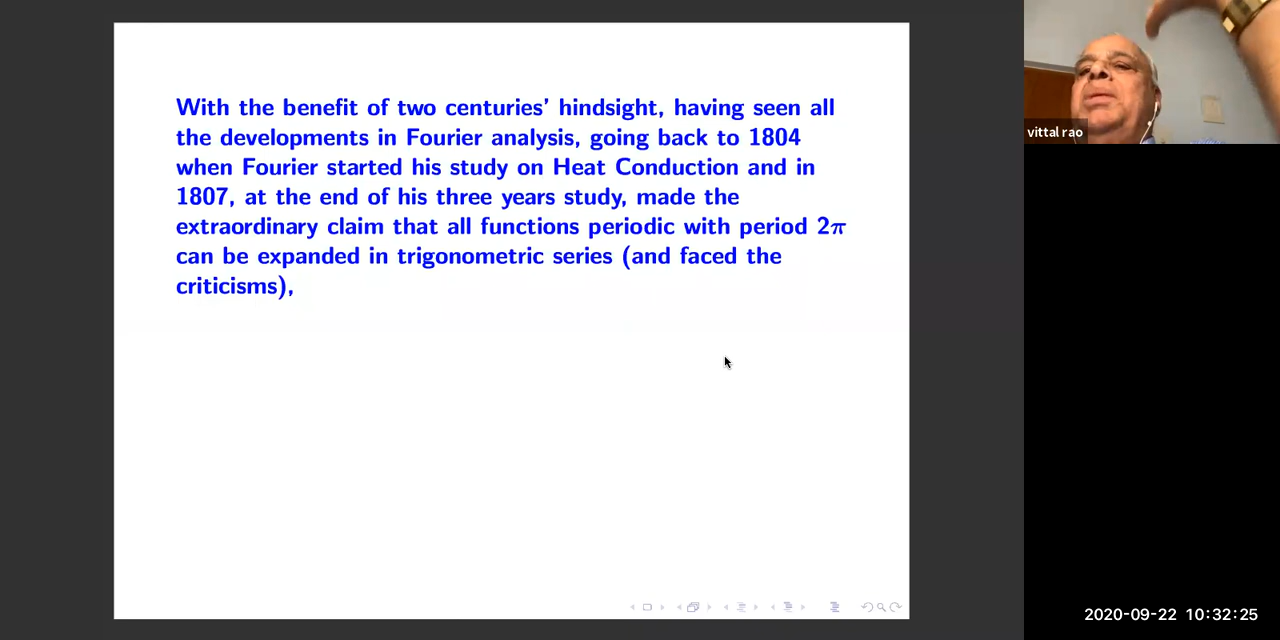 With the benefit of two centuries' hindsight, having seen all
the developments in Fourier analysis, going back to 1804
when Fourier started his study on Heat Conduction and in
1807, at the end of his three years study, made the
extraordinary claim that all functions periodic with period 2π
can be expanded in trigonometric series (and faced the
criticisms),
vittal rao
2020-09-22 10:32:25